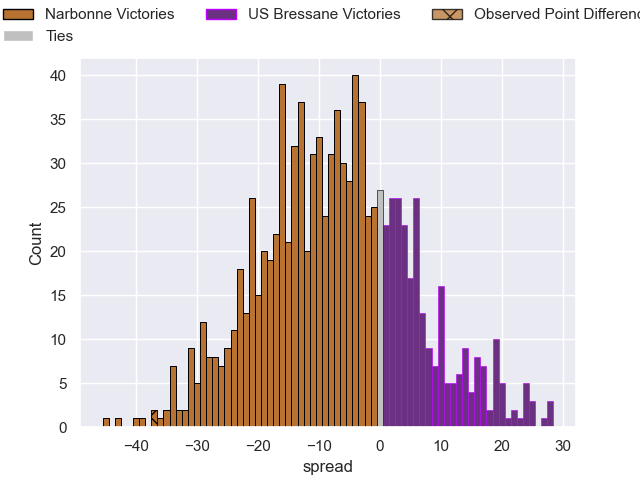 Narbonne Victories US Bressane Victories Observed Point Differenc
Ties
40
35
30
25
20
15
10
5
0
Count
−40 −30 −20 −10 0 10 20 30
spread